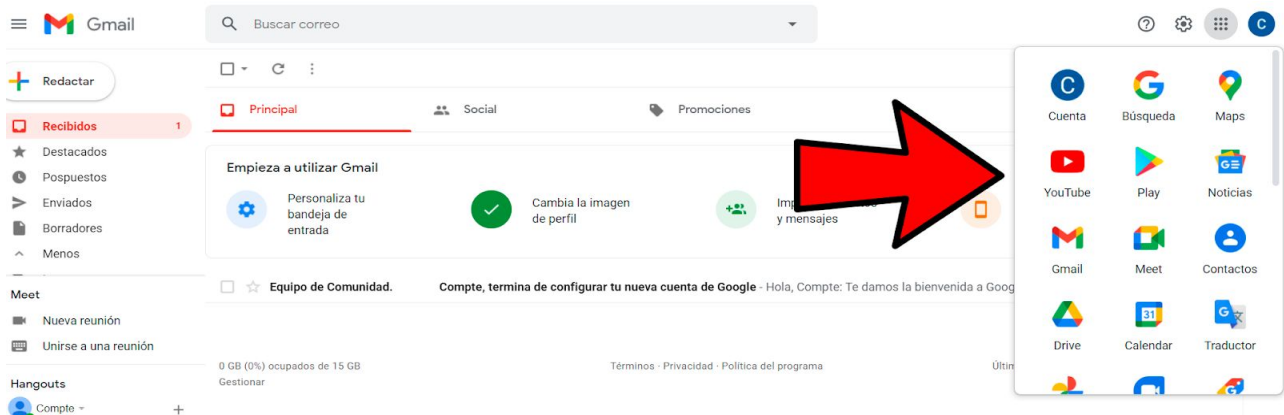 Gmail
Buscar correo
C
Redactar
Recibidos 1
Destacados
Pospuestos
Enviados
Borradores
Menos
Meet
Nueva reunión
Unirse a una reunión
Hangouts
Compte
Principal
Social
Promociones
Empieza a utilizar Gmail
Personaliza tu
bandeja de
entrada
Cambia la imagen
de perfil
y mensajes
Equipo de Comunidad. Compte, termina de configurar tu nueva cuenta de Google - Hola, Compte: Te damos la bienvenida a Goog
0 GB (0%) ocupados de 15 GB
Gestionar
Términos · Privacidad · Política del programa
C
Cuenta
Búsqueda
Maps
YouTube
Play
GE
Noticias
Gmail
Meet
Contactos
Drive
31
Calendar
G 文
Traductor